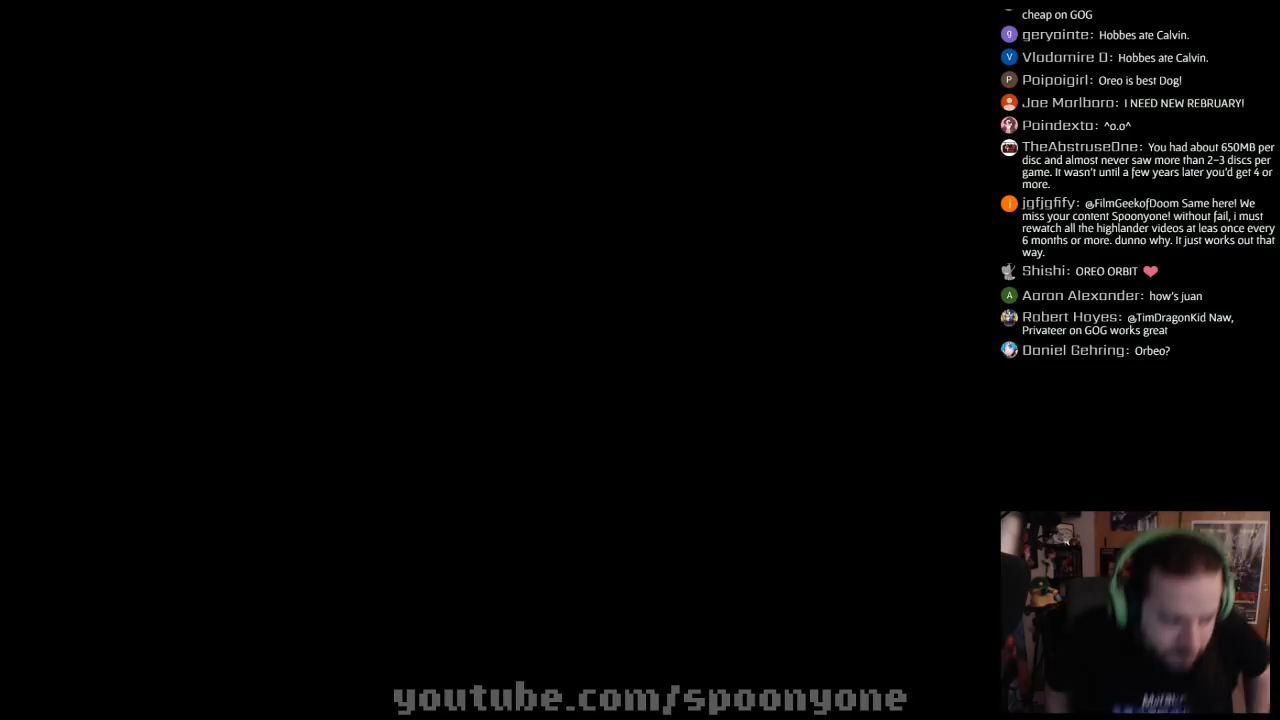 cheap on GOG
geryainte: Hobbes ate Calvin.
Vladamire D: Hobbes ate Calvin.
Paipaigirl: Oreo is best Dog!
Joe Marlboro: I NEED NEW REBRUARY!
Paindexta: ^o.o^
TheAbstruseOne: You had about 650MB per
disc and almost never saw more than 2-3 discs per
game. It wasn't until a few years later you'd get 4 or
more.
jgfjgfify: @FilmGeekofDoom Same here! We
miss your content Spoonyone! without fail, i must
rewatch all the highlander videos at leas once every
6 months or more. dunno why. It just works out that
way.
Shishi: OREO ORBIT ❤
Aaron Alexander: how's juan
Robert Hayes: @TimDragonKid Naw,
Privateer on GOG works great
Daniel Gehring: Orbeo?
youtube.com/spoonyone